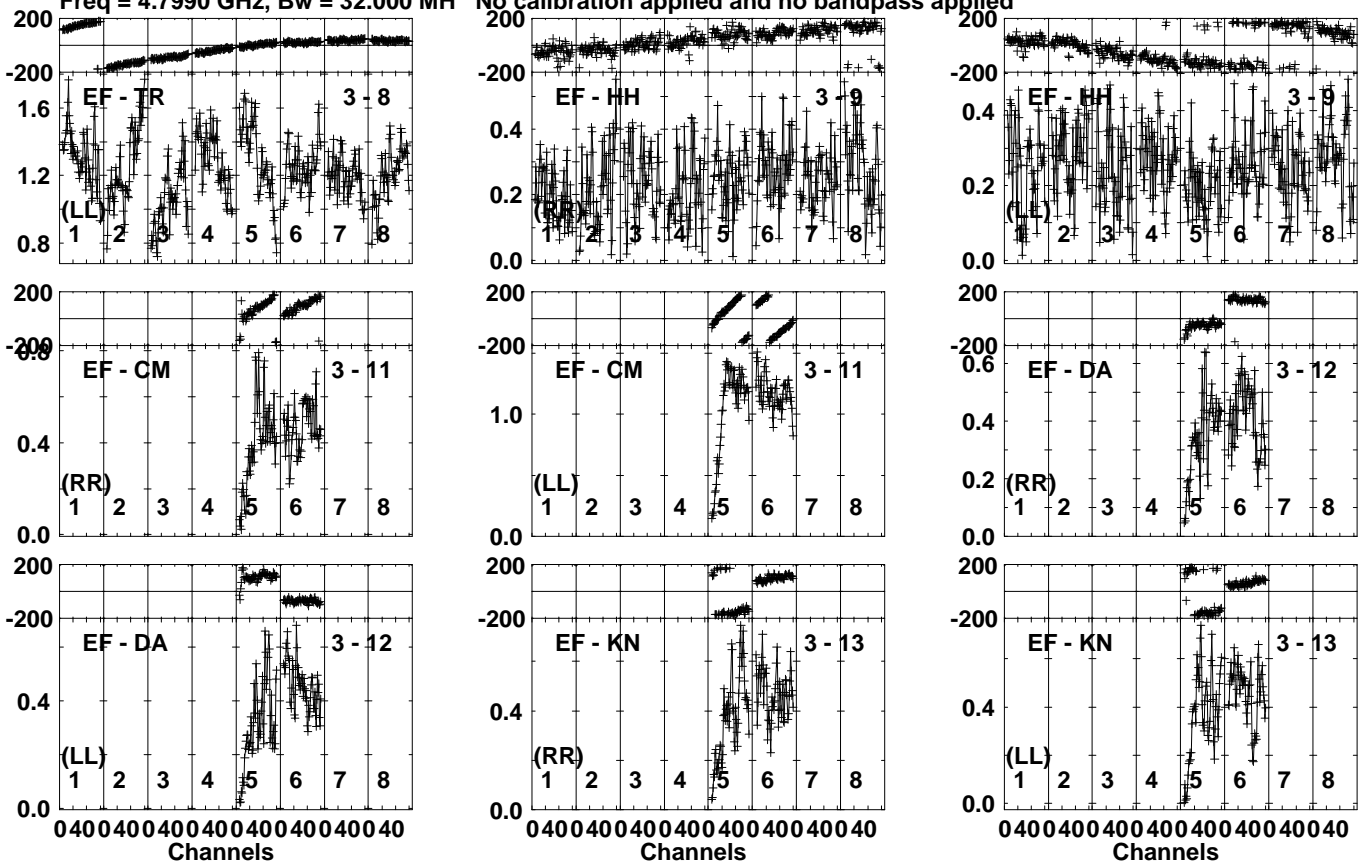 Freq = 4.7990 GHz, Bw = 32.000 MH No calibration applied and no bandpass applied
200
-200
EF - TR 3 - 8
1.6
1.2
0.8
(LL)
1 2 3 4 5 6 7 8
200
-200
EF - HH 3 - 9
0.4
0.2
0.0
(RR)
1 2 3 4 5 6 7 8
200
-200
EF - HH 3 - 9
0.4
0.2
0.0
(LL)
1 2 3 4 5 6 7 8
200
-200
0.8
EF - CM 3 - 11
0.4
0.0
(RR)
1 2 3 4 5 6 7 8
200
-200
EF - CM 3 - 11
1.0
0.0
(LL)
1 2 3 4 5 6 7 8
200
-200
0.6
EF - DA 3 - 12
0.4
0.2
0.0
(RR)
1 2 3 4 5 6 7 8
200
-200
EF - DA 3 - 12
0.4
0.0
(LL)
1 2 3 4 5 6 7 8
200
-200
EF - KN 3 - 13
0.4
0.0
(RR)
1 2 3 4 5 6 7 8
200
-200
EF - KN 3 - 13
0.4
0.0
(LL)
1 2 3 4 5 6 7 8
0 40 0 40 0 40 0 40 0 40 0 40 0 40 0 40
Channels
0 40 0 40 0 40 0 40 0 40 0 40 0 40 0 40
Channels
0 40 0 40 0 40 0 40 0 40 0 40 0 40 0 40
Channels